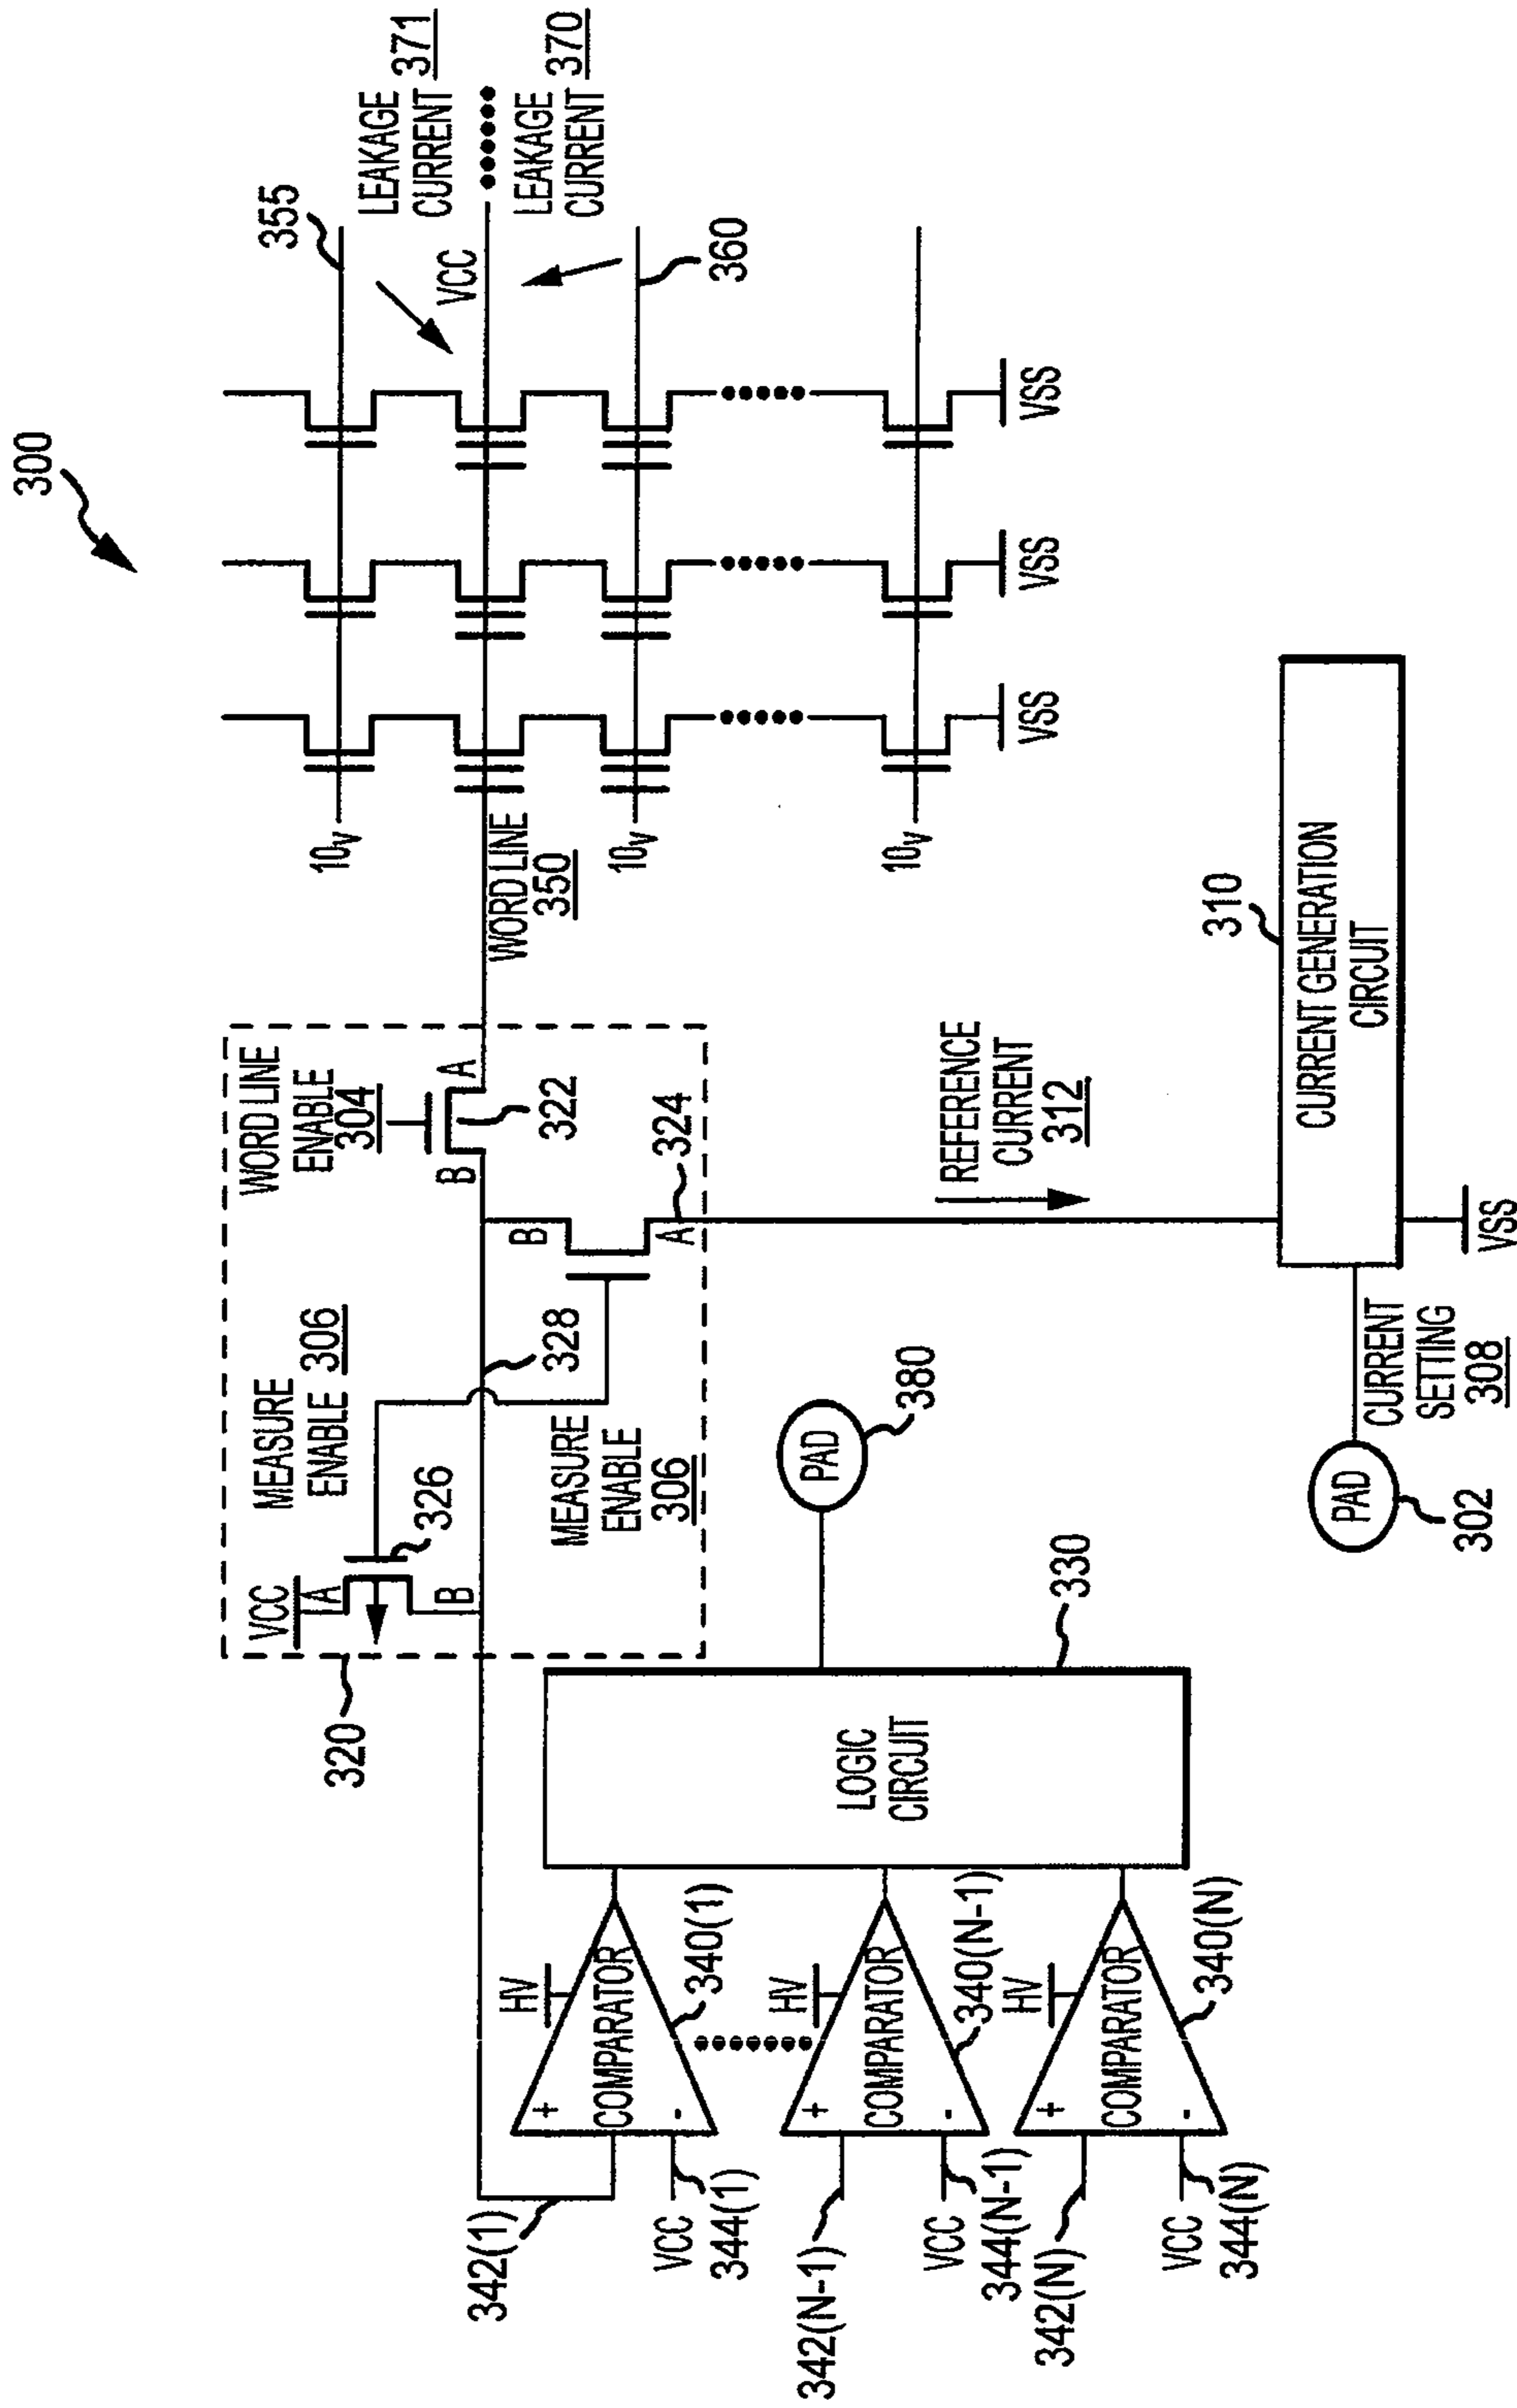 300
355
LEAKAGE
CURRENT 371
VCC
LEAKAGE
CURRENT 370
360
10V
10V
10V
VSS
VSS
VSS
WORD LINE
350
320
VCC
A
B
326
MEASURE
ENABLE 306
328
MEASURE
ENABLE
306
WORD LINE
ENABLE
304
B
A
322
B
A
324
REFERENCE
CURRENT
312
310
CURRENT GENERATION
CIRCUIT
VSS
CURRENT
SETTING
308
PAD
302
PAD
380
LOGIC
CIRCUIT
330
342(1)
VCC
344(1)
HV
+
COMPARATOR
-
340(1)
342(N-1)
VCC
344(N-1)
HV
+
COMPARATOR
-
340(N-1)
342(N)
VCC
344(N)
HV
+
COMPARATOR
-
340(N)